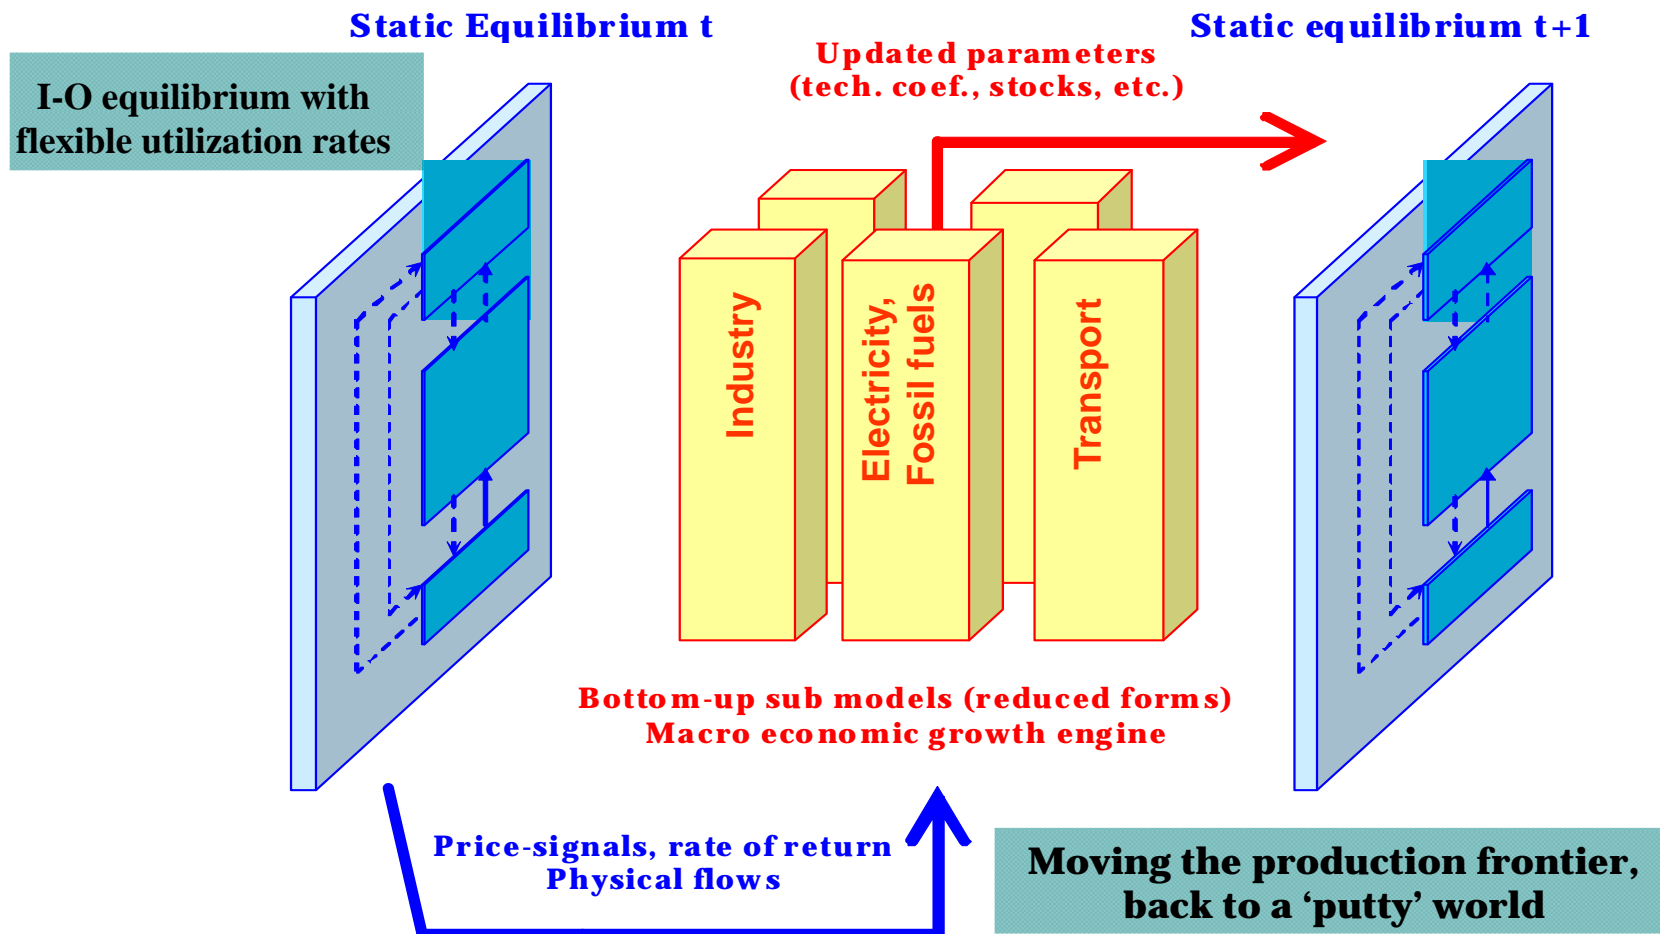 Static Equilibrium t
Static equilibrium t+1
Updated parameters
(tech. coef., stocks, etc.)
I-O equilibrium with
flexible utilization rates
Industry
Electricity,
Fossil fuels
Transport
Bottom-up sub models (reduced forms)
Macro economic growth engine
Price-signals, rate of return
Physical flows
Moving the production frontier,
back to a ‘putty’ world